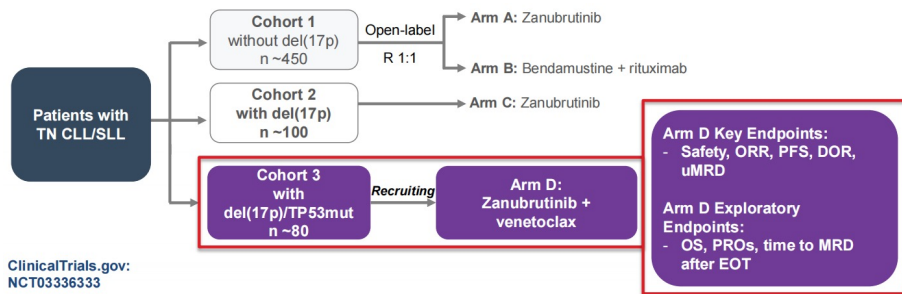 Patients with
TN CLL/SLL
Cohort 1
without del(17p)
n ~450
Open-label
R 1:1
Arm A: Zanubrutinib
Arm B: Bendamustine + rituximab
Cohort 2
with del(17p)
n ~100
Arm C: Zanubrutinib
Cohort 3
with
del(17p)/TP53mut
n ~80
Recruiting
Arm D:
Zanubrutinib +
venetoclax
Arm D Key Endpoints:
- Safety, ORR, PFS, DOR,
uMRD
Arm D Exploratory
Endpoints:
- OS, PROs, time to MRD
after EOT
ClinicalTrials.gov:
NCT03336333